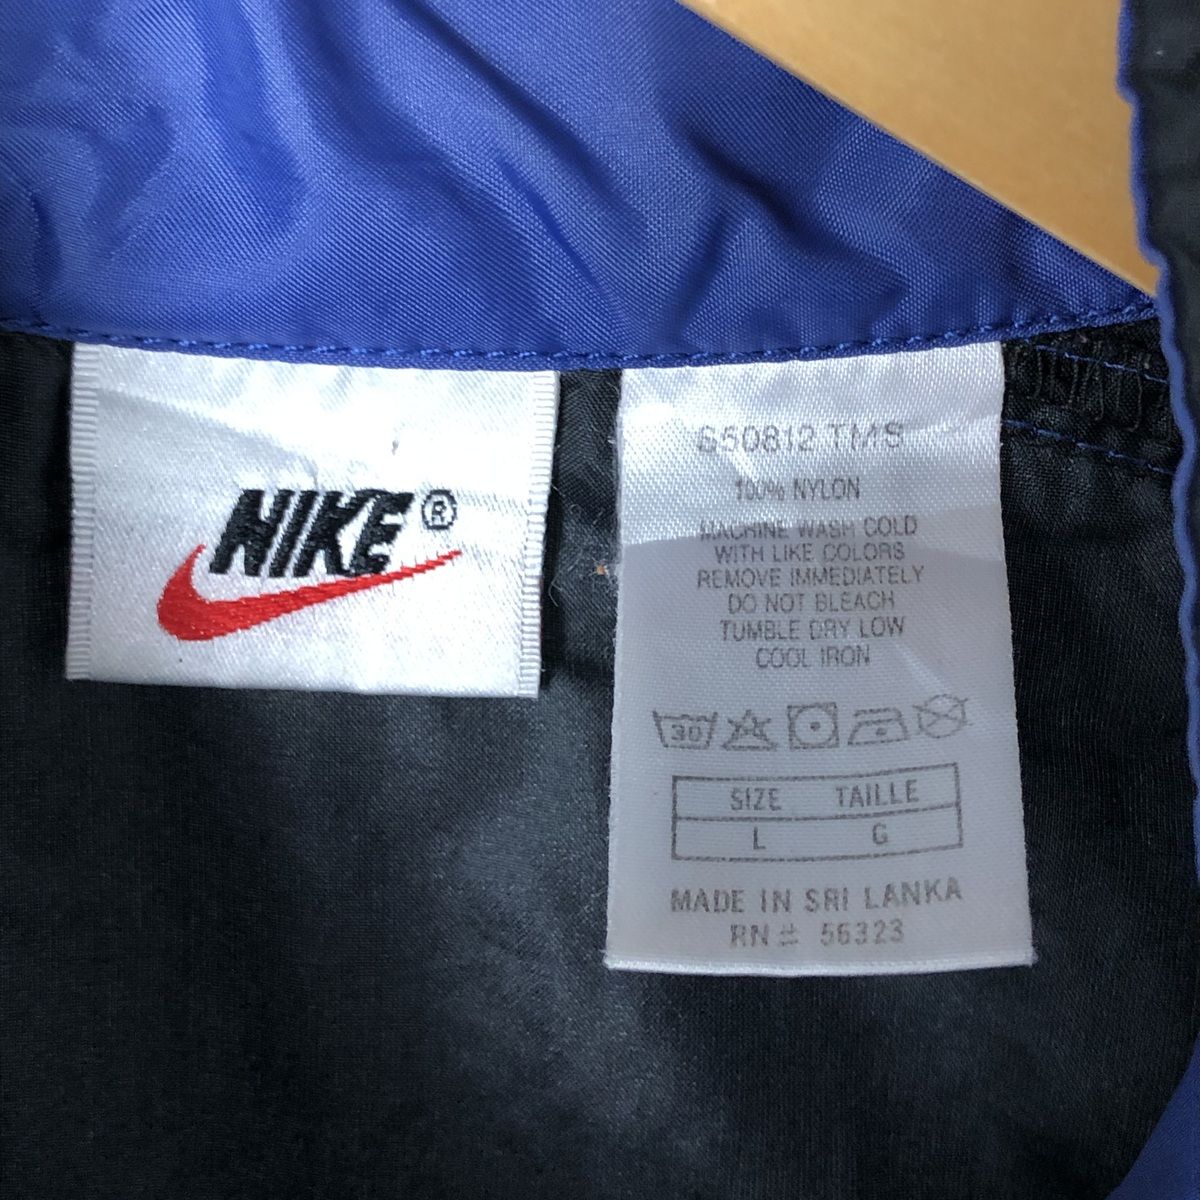 NIKE®
650812 TMS
100% NYLON
MACHINE WASH COLD
WITH LIKE COLORS
REMOVE IMMEDIATELY
DO NOT BLEACH
TUMBLE DRY LOW
COOL IRON
30
SIZE TAILLE
L G
MADE IN SRI LANKA
RN # 56323